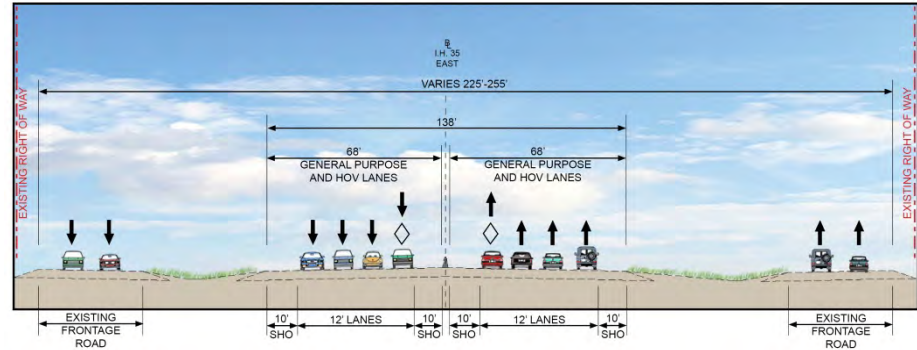 ℄
I.H. 35
EAST
VARIES 225'-255'
138'
68'
GENERAL PURPOSE
AND HOV LANES
68'
GENERAL PURPOSE
AND HOV LANES
EXISTING RIGHT OF WAY
EXISTING RIGHT OF WAY
EXISTING
FRONTAGE
ROAD
10'
SHO
12' LANES
10'
SHO
10'
SHO
12' LANES
10'
SHO
EXISTING
FRONTAGE
ROAD